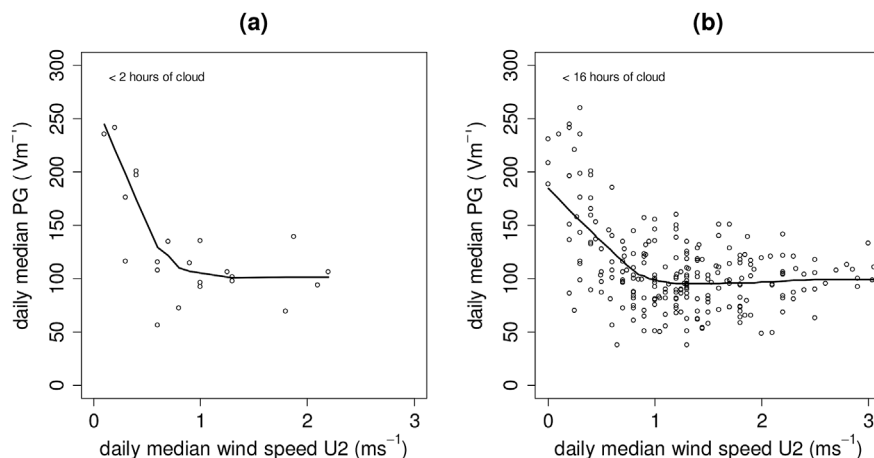 (a)
(b)
< 2 hours of cloud
< 16 hours of cloud
daily median PG ( Vm⁻¹)
300
250
200
150
100
50
0
0 1 2 3
daily median wind speed U2 (ms⁻¹)
daily median PG ( Vm⁻¹)
300
250
200
150
100
50
0
0 1 2 3
daily median wind speed U2 (ms⁻¹)